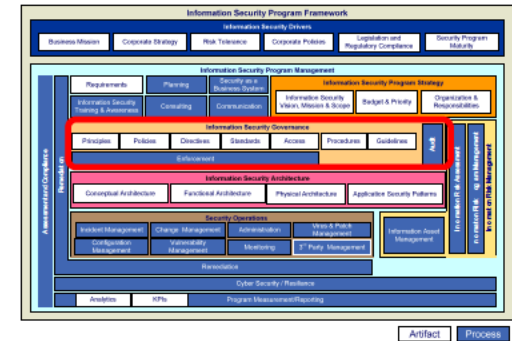 Information Security Program Framework
Information Security Drivers
Business Mission
Corporate Strategy
Risk Tolerance
Corporate Policies
Legislation and
Regulatory Compliance
Security Program
Maturity
Information Security Program Management
Requirements
Planning
Security as a
Business System
Information Security
Training & Awareness
Consulting
Communication
Information Security Program Strategy
Information Security
Vision, Mission & Scope
Budget & Priority
Organization &
Responsibilities
Information Security Governance
Principles
Policies
Directives
Standards
Access
Procedures
Guidelines
Enforcement
Audit
Information Security Architecture
Conceptual Architecture
Functional Architecture
Physical Architecture
Application Security Patterns
Security Operations
Incident Management
Change Management
Administration
Virus & Patch
Management
Configuration
Management
Vulnerability
Management
Monitoring
3rd Party Management
Information Asset
Management
Remediation
Cyber Security / Resilience
Analytics
KPIs
Program Measurement/Reporting
Assessment and Compliance
Remediation
Information Risk Assessment
Information Risk Management
Artifact
Process